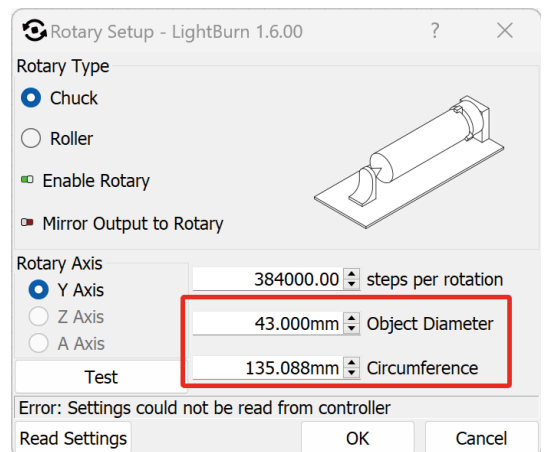 Rotary Setup - LightBurn 1.6.00 ?
Rotary Type
Chuck
Roller
Enable Rotary
Mirror Output to Rotary
Rotary Axis
Y Axis
Z Axis
A Axis
384000.00 steps per rotation
43.000mm Object Diameter
135.088mm Circumference
Test
Error: Settings could not be read from controller
Read Settings OK Cancel